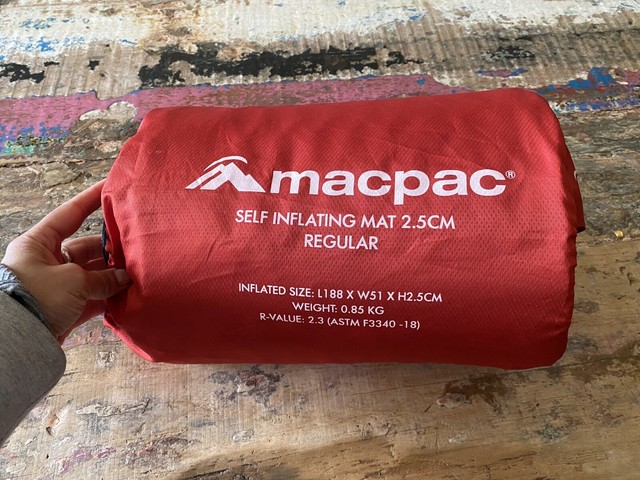 macpac®
SELF INFLATING MAT 2.5CM
REGULAR
INFLATED SIZE: L188 X W51 X H2.5CM
WEIGHT: 0.85 KG
R-VALUE: 2.3 (ASTM F3340 -18)